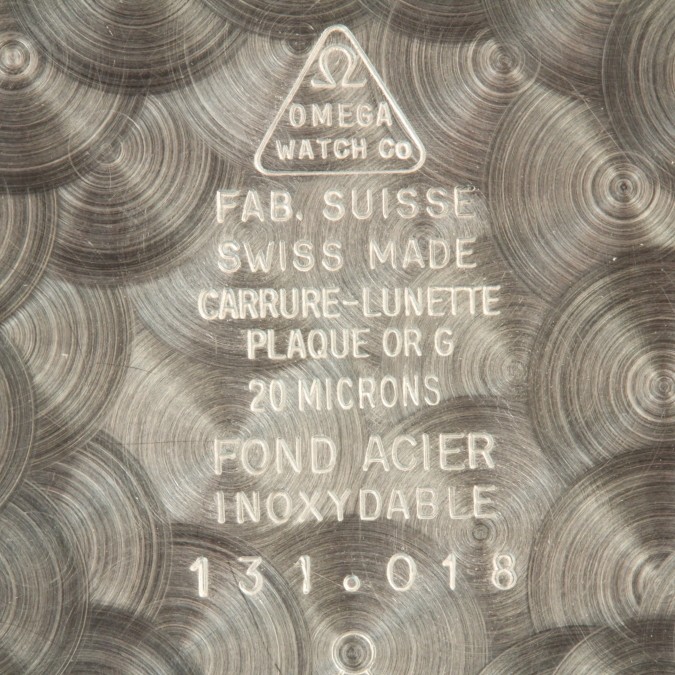 Ω
OMEGA
WATCH CO
FAB. SUISSE
SWISS MADE
CARRURE-LUNETTE
PLAQUE OR G
20 MICRONS
FOND ACIER
INOXYDABLE
131.018